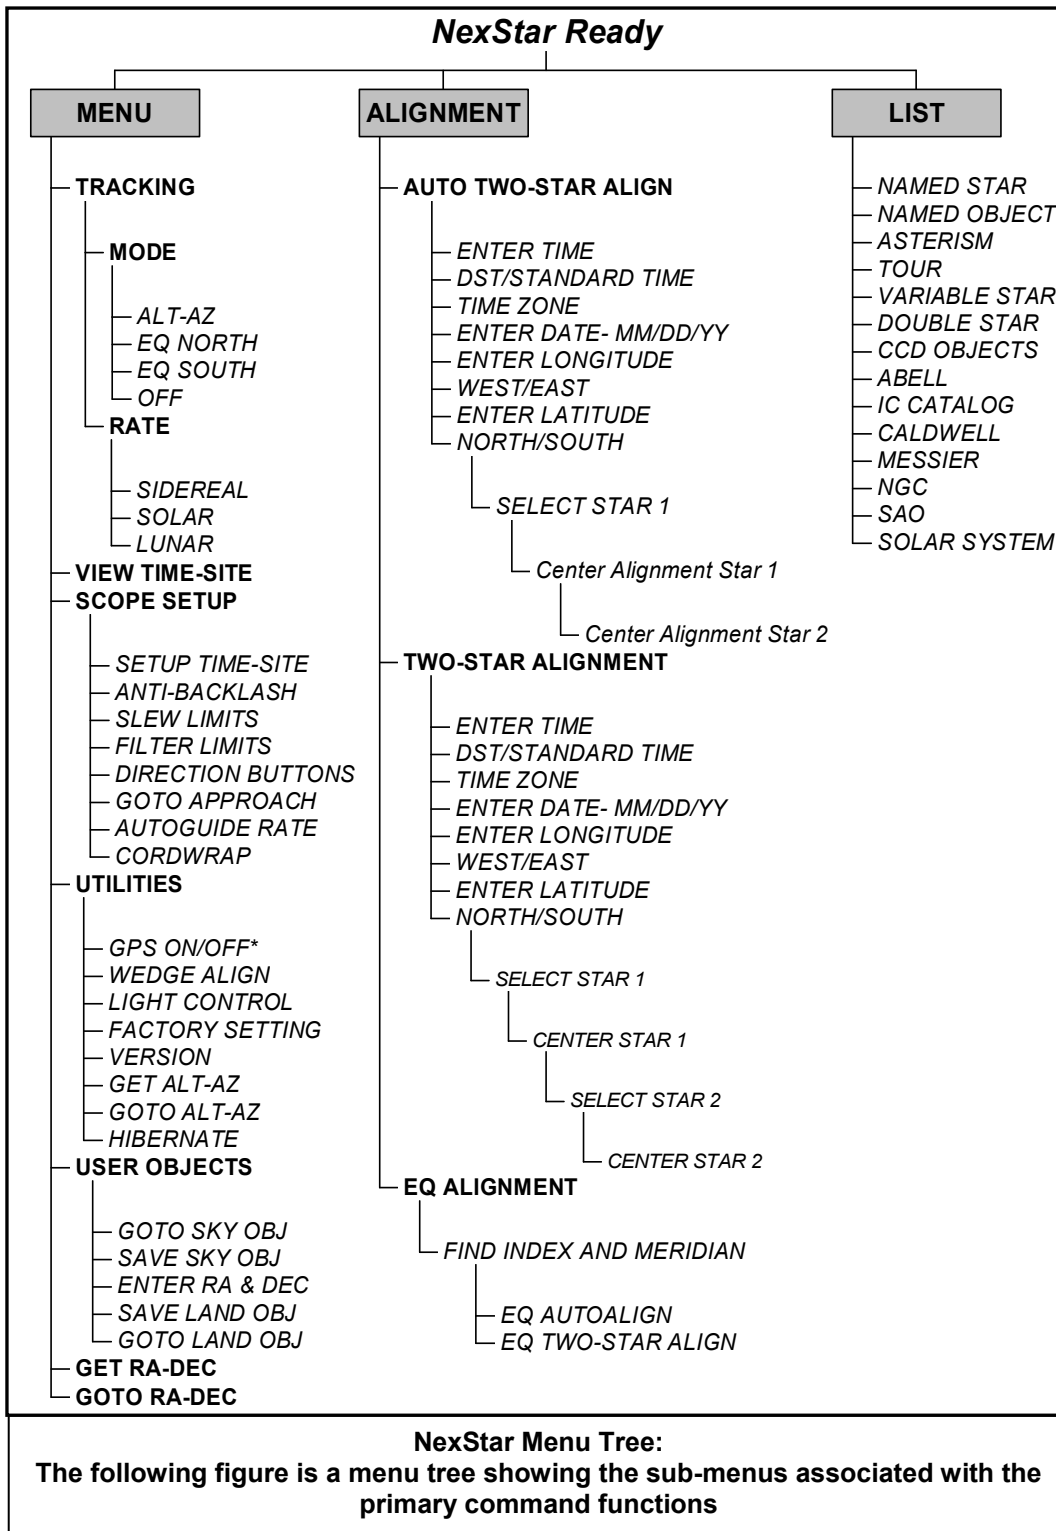 NexStar Ready
MENU
TRACKING
MODE
ALT-AZ
EQ NORTH
EQ SOUTH
OFF
RATE
SIDEREAL
SOLAR
LUNAR
VIEW TIME-SITE
SCOPE SETUP
SETUP TIME-SITE
ANTI-BACKLASH
SLEW LIMITS
FILTER LIMITS
DIRECTION BUTTONS
GOTO APPROACH
AUTOGUIDE RATE
CORDWRAP
UTILITIES
GPS ON/OFF*
WEDGE ALIGN
LIGHT CONTROL
FACTORY SETTING
VERSION
GET ALT-AZ
GOTO ALT-AZ
HIBERNATE
USER OBJECTS
GOTO SKY OBJ
SAVE SKY OBJ
ENTER RA & DEC
SAVE LAND OBJ
GOTO LAND OBJ
GET RA-DEC
GOTO RA-DEC
ALIGNMENT
AUTO TWO-STAR ALIGN
ENTER TIME
DST/STANDARD TIME
TIME ZONE
ENTER DATE- MM/DD/YY
ENTER LONGITUDE
WEST/EAST
ENTER LATITUDE
NORTH/SOUTH
SELECT STAR 1
Center Alignment Star 1
Center Alignment Star 2
TWO-STAR ALIGNMENT
ENTER TIME
DST/STANDARD TIME
TIME ZONE
ENTER DATE- MM/DD/YY
ENTER LONGITUDE
WEST/EAST
ENTER LATITUDE
NORTH/SOUTH
SELECT STAR 1
CENTER STAR 1
SELECT STAR 2
CENTER STAR 2
EQ ALIGNMENT
FIND INDEX AND MERIDIAN
EQ AUTOALIGN
EQ TWO-STAR ALIGN
LIST
NAMED STAR
NAMED OBJECT
ASTERISM
TOUR
VARIABLE STAR
DOUBLE STAR
CCD OBJECTS
ABELL
IC CATALOG
CALDWELL
MESSIER
NGC
SAO
SOLAR SYSTEM
NexStar Menu Tree:
The following figure is a menu tree showing the sub-menus associated with the
primary command functions